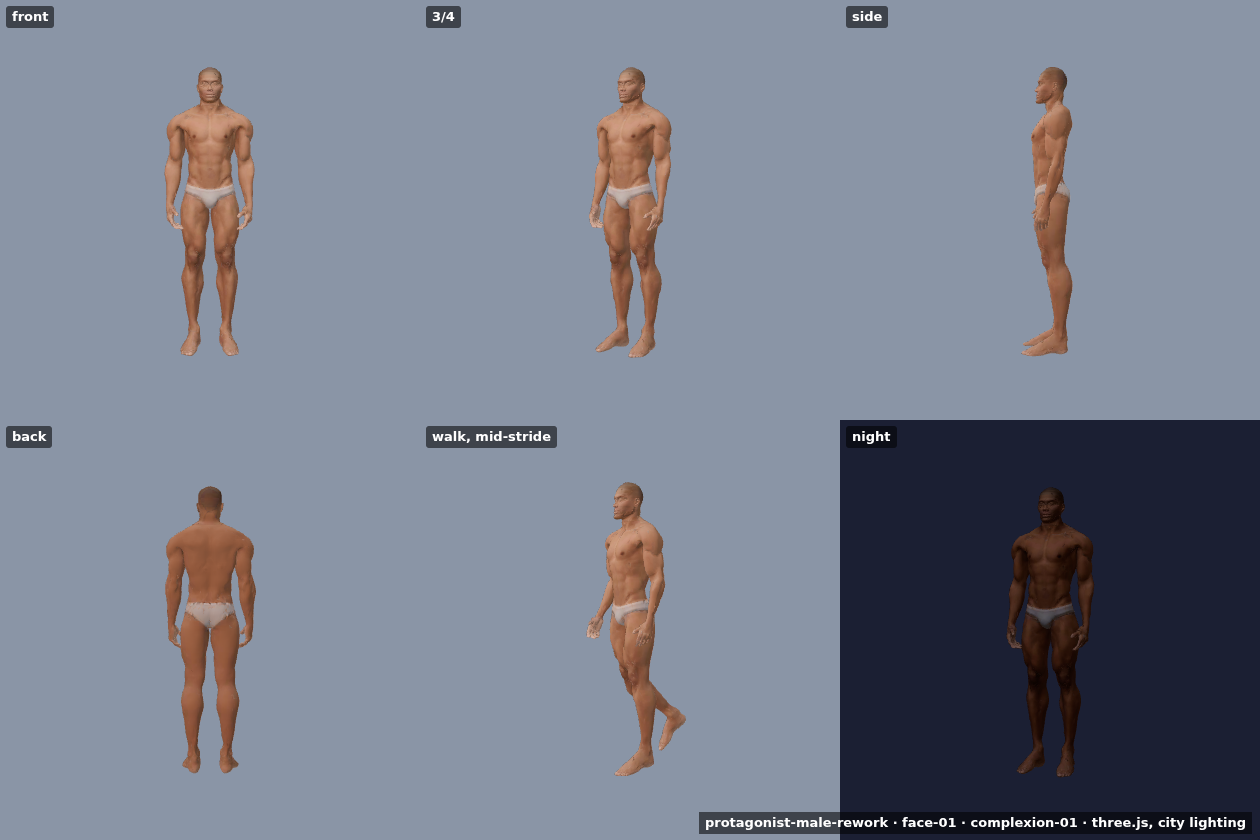 front
3/4
side
back
walk, mid-stride
night
protagonist-male-rework · face-01 · complexion-01 · three.js, city lighting